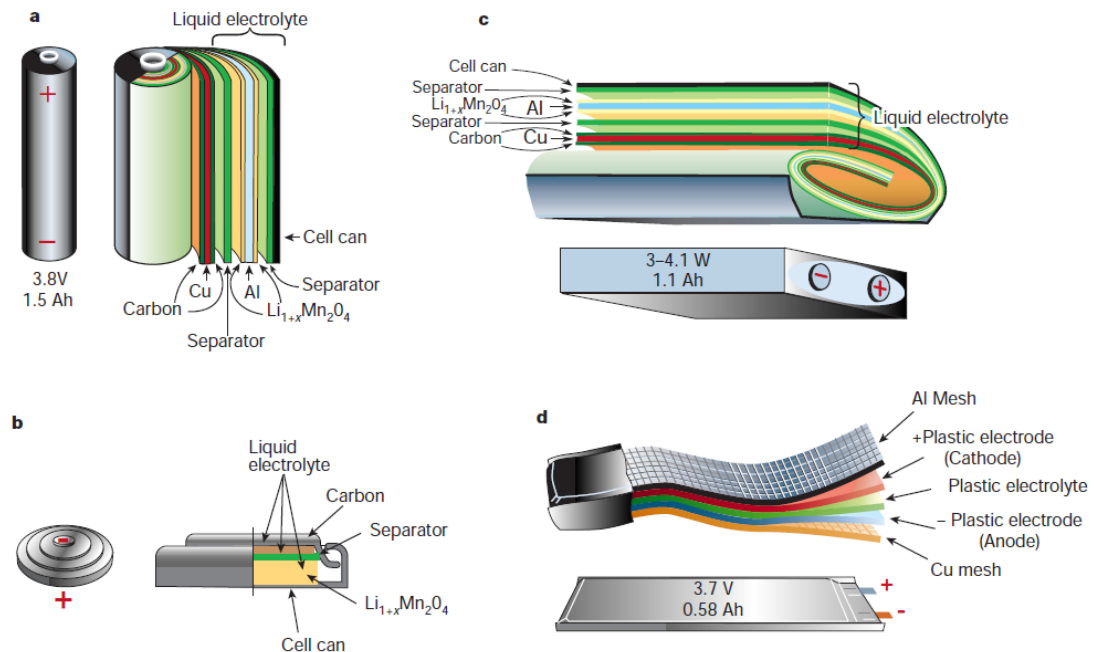 a
Liquid electrolyte
+
−
3.8V
1.5 Ah
Cell can
Separator
Cu
Al
Carbon
Li1+xMn2O4
Separator
b
Liquid
electrolyte
Carbon
Separator
Li1+xMn2O4
Cell can
+
c
Cell can
Separator
Li1+xMn2O4
Al
Separator
Carbon
Cu
Liquid electrolyte
3–4.1 W
1.1 Ah
−
+
d
Al Mesh
+Plastic electrode
(Cathode)
Plastic electrolyte
− Plastic electrode
(Anode)
Cu mesh
3.7 V
0.58 Ah
+
-